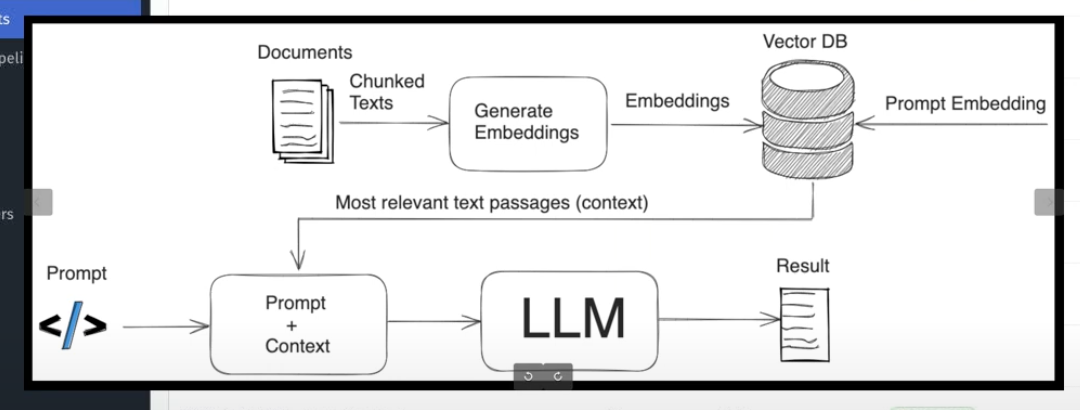 ts
peli
rs
Documents
Chunked
Texts
Generate
Embeddings
Embeddings
Vector DB
Prompt Embedding
Most relevant text passages (context)
Prompt
</>
Prompt
+
Context
LLM
Result